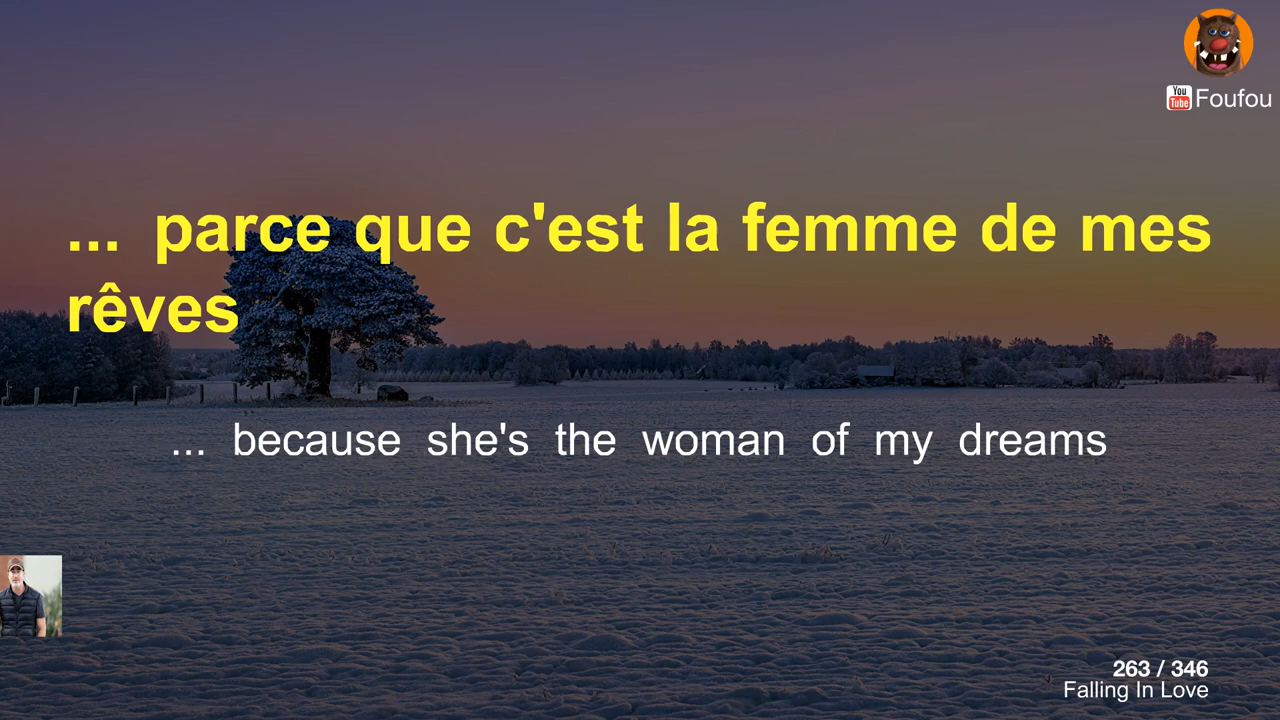 You
Tube
Foufou
... parce que c'est la femme de mes
rêves
... because she's the woman of my dreams
263 / 346
Falling In Love